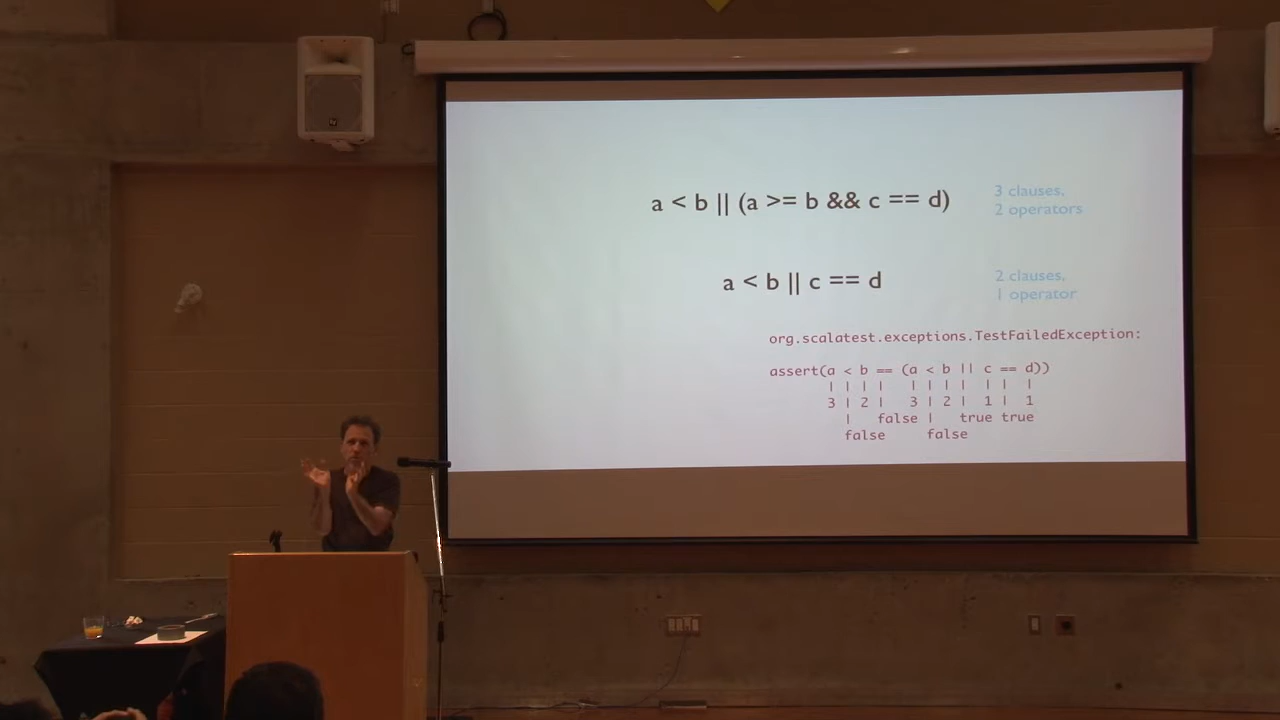 a < b || (a >= b && c == d)
3 clauses,
2 operators
a < b || c == d
2 clauses,
1 operator
org.scalatest.exceptions.TestFailedException:
assert(a < b == (a < b || c == d))
| | | | | | | | | | |
3 | 2 | 3 | 2 | 1 | 1
| false | true true
false false